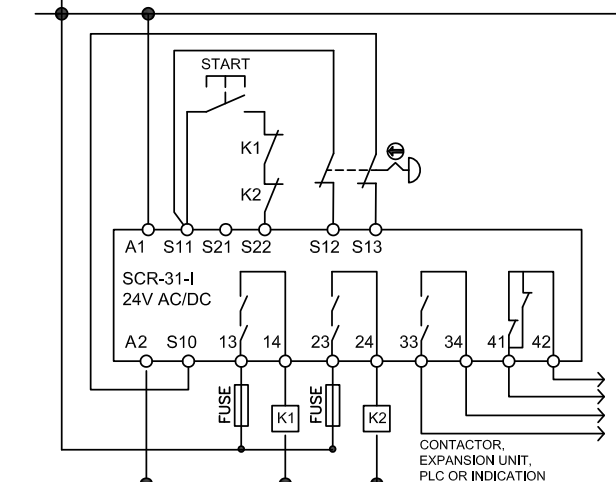 START
K1
K2
A1 S11 S21 S22 S12 S13
SCR-31-I
24V AC/DC
A2 S10 13 14 23 24 33 34 41 42
FUSE K1 FUSE K2
CONTACTOR,
EXPANSION UNIT,
PLC OR INDICATION